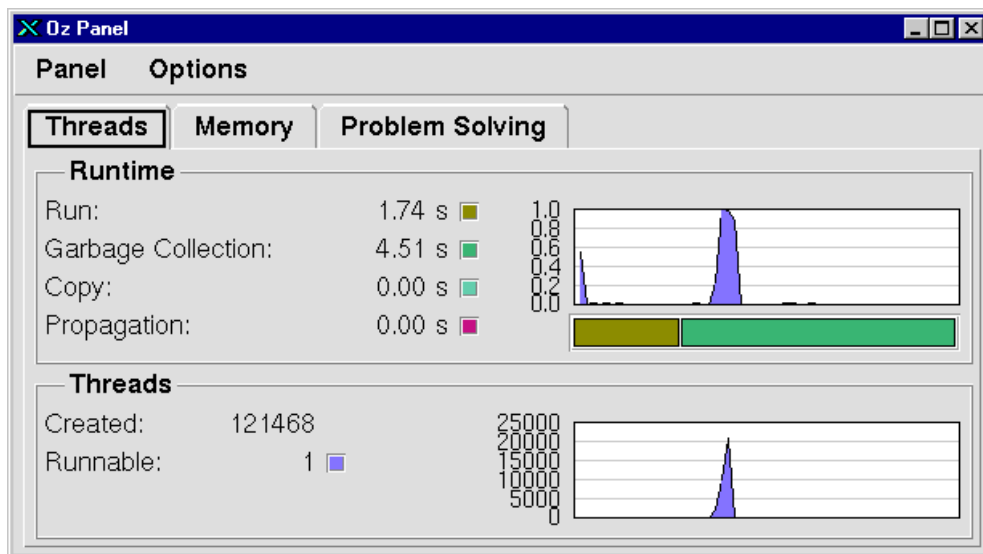 Oz Panel
Panel Options
Threads Memory Problem Solving
Runtime
Run: 1.74 s
Garbage Collection: 4.51 s
Copy: 0.00 s
Propagation: 0.00 s
1.0
0.8
0.6
0.4
0.2
0.0
Threads
Created: 121468
Runnable: 1
25000
20000
15000
10000
5000
0